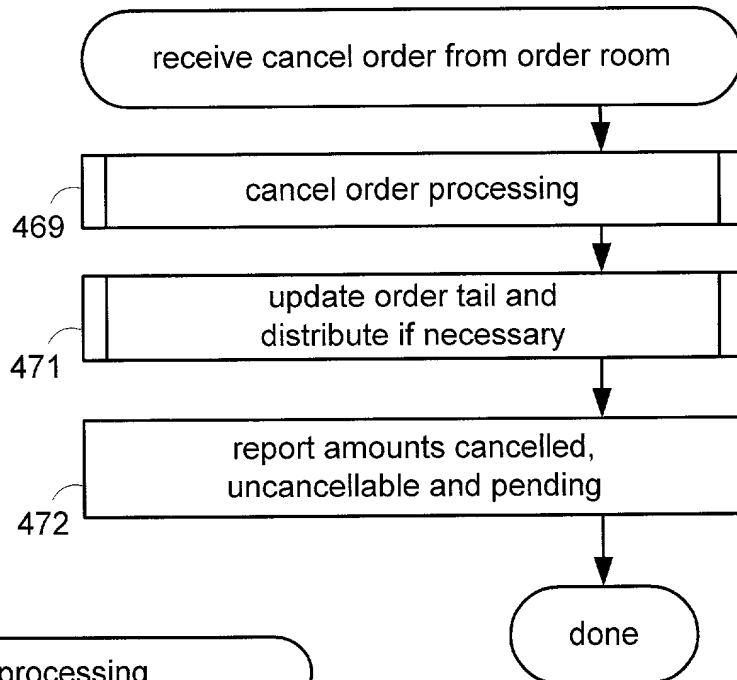 receive cancel order from order room
cancel order processing
469
update order tail and
distribute if necessary
471
report amounts cancelled,
uncancellable and pending
472
done
processing